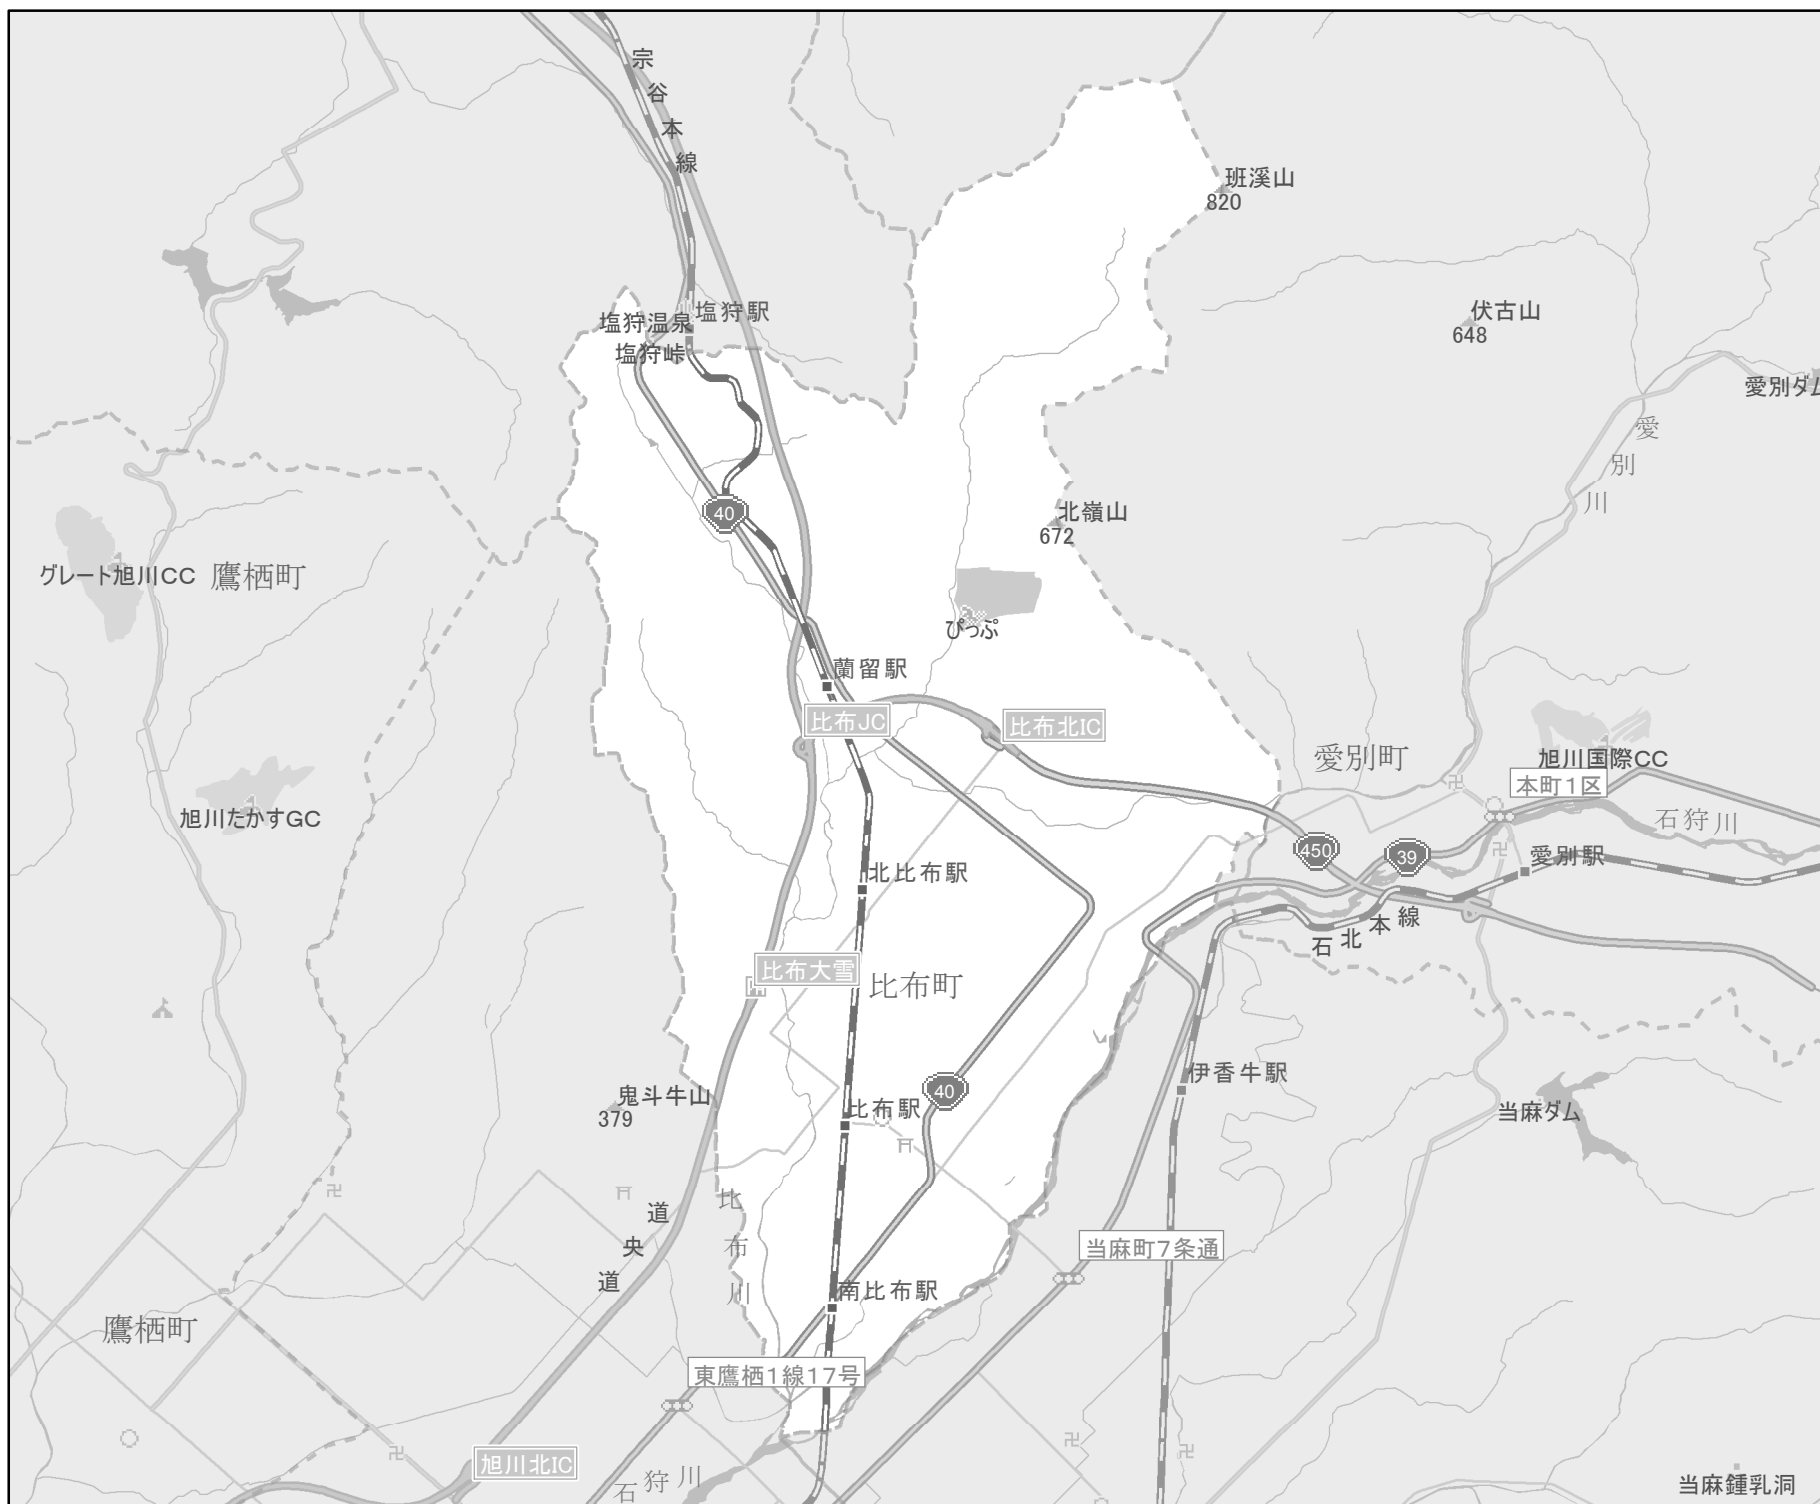 宗谷本線
班溪山
820
塩狩駅
塩狩温泉
塩狩峠
伏古山
648
愛別ダム
愛別川
40
北嶺山
672
グレート旭川CC
鷹栖町
ぴっぷ
蘭留駅
比布JC
比布北IC
愛別町
旭川国際CC
本町1区
石狩川
旭川たかすGC
450
39
愛別駅
北比布駅
石北本線
比布大雪
比布町
伊香牛駅
鬼斗牛山
379
40
比布駅
当麻ダム
比布川
道央道
当麻町7条通
南比布駅
鷹栖町
東鷹栖1線17号
旭川北IC
石狩川
当麻鍾乳洞